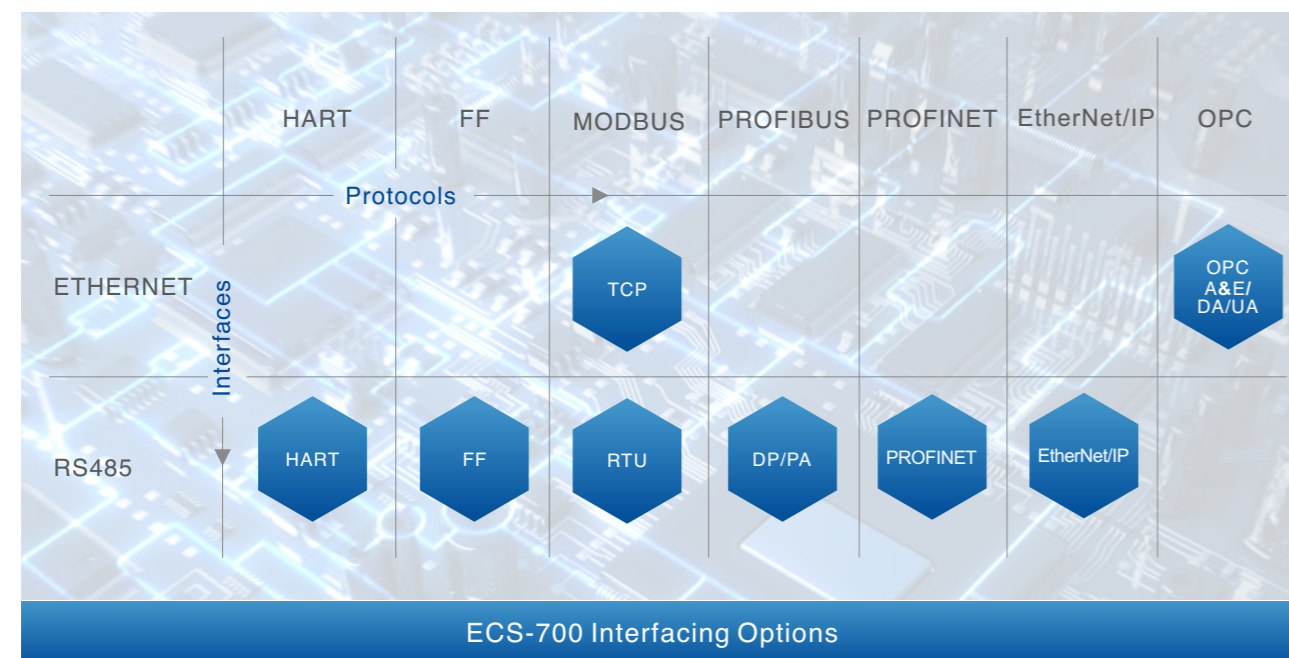 HART FF MODBUS PROFIBUS PROFINET EtherNet/IP OPC
Protocols
ETHERNET
Interfaces
TCP
OPC
A&E/
DA/UA
RS485
HART
FF
RTU
DP/PA
PROFINET
EtherNet/IP
ECS-700 Interfacing Options